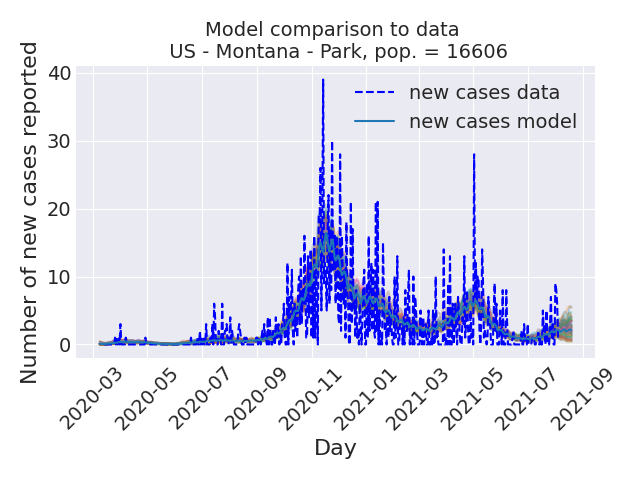 Model comparison to data
US - Montana - Park, pop. = 16606
Number of new cases reported
40
30
20
10
0
new cases data
new cases model
2020-03
2020-05
2020-07
2020-09
2020-11
2021-01
2021-03
2021-05
2021-07
2021-09
Day